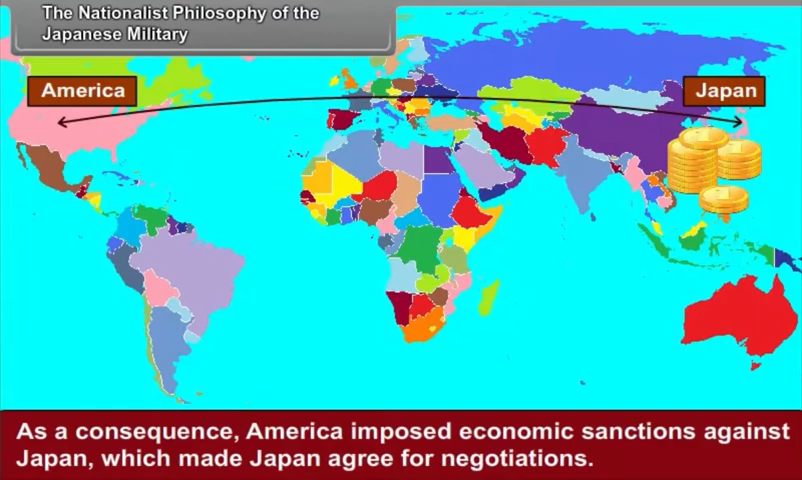 The Nationalist Philosophy of the
Japanese Military
America
Japan
As a consequence, America imposed economic sanctions against
Japan, which made Japan agree for negotiations.